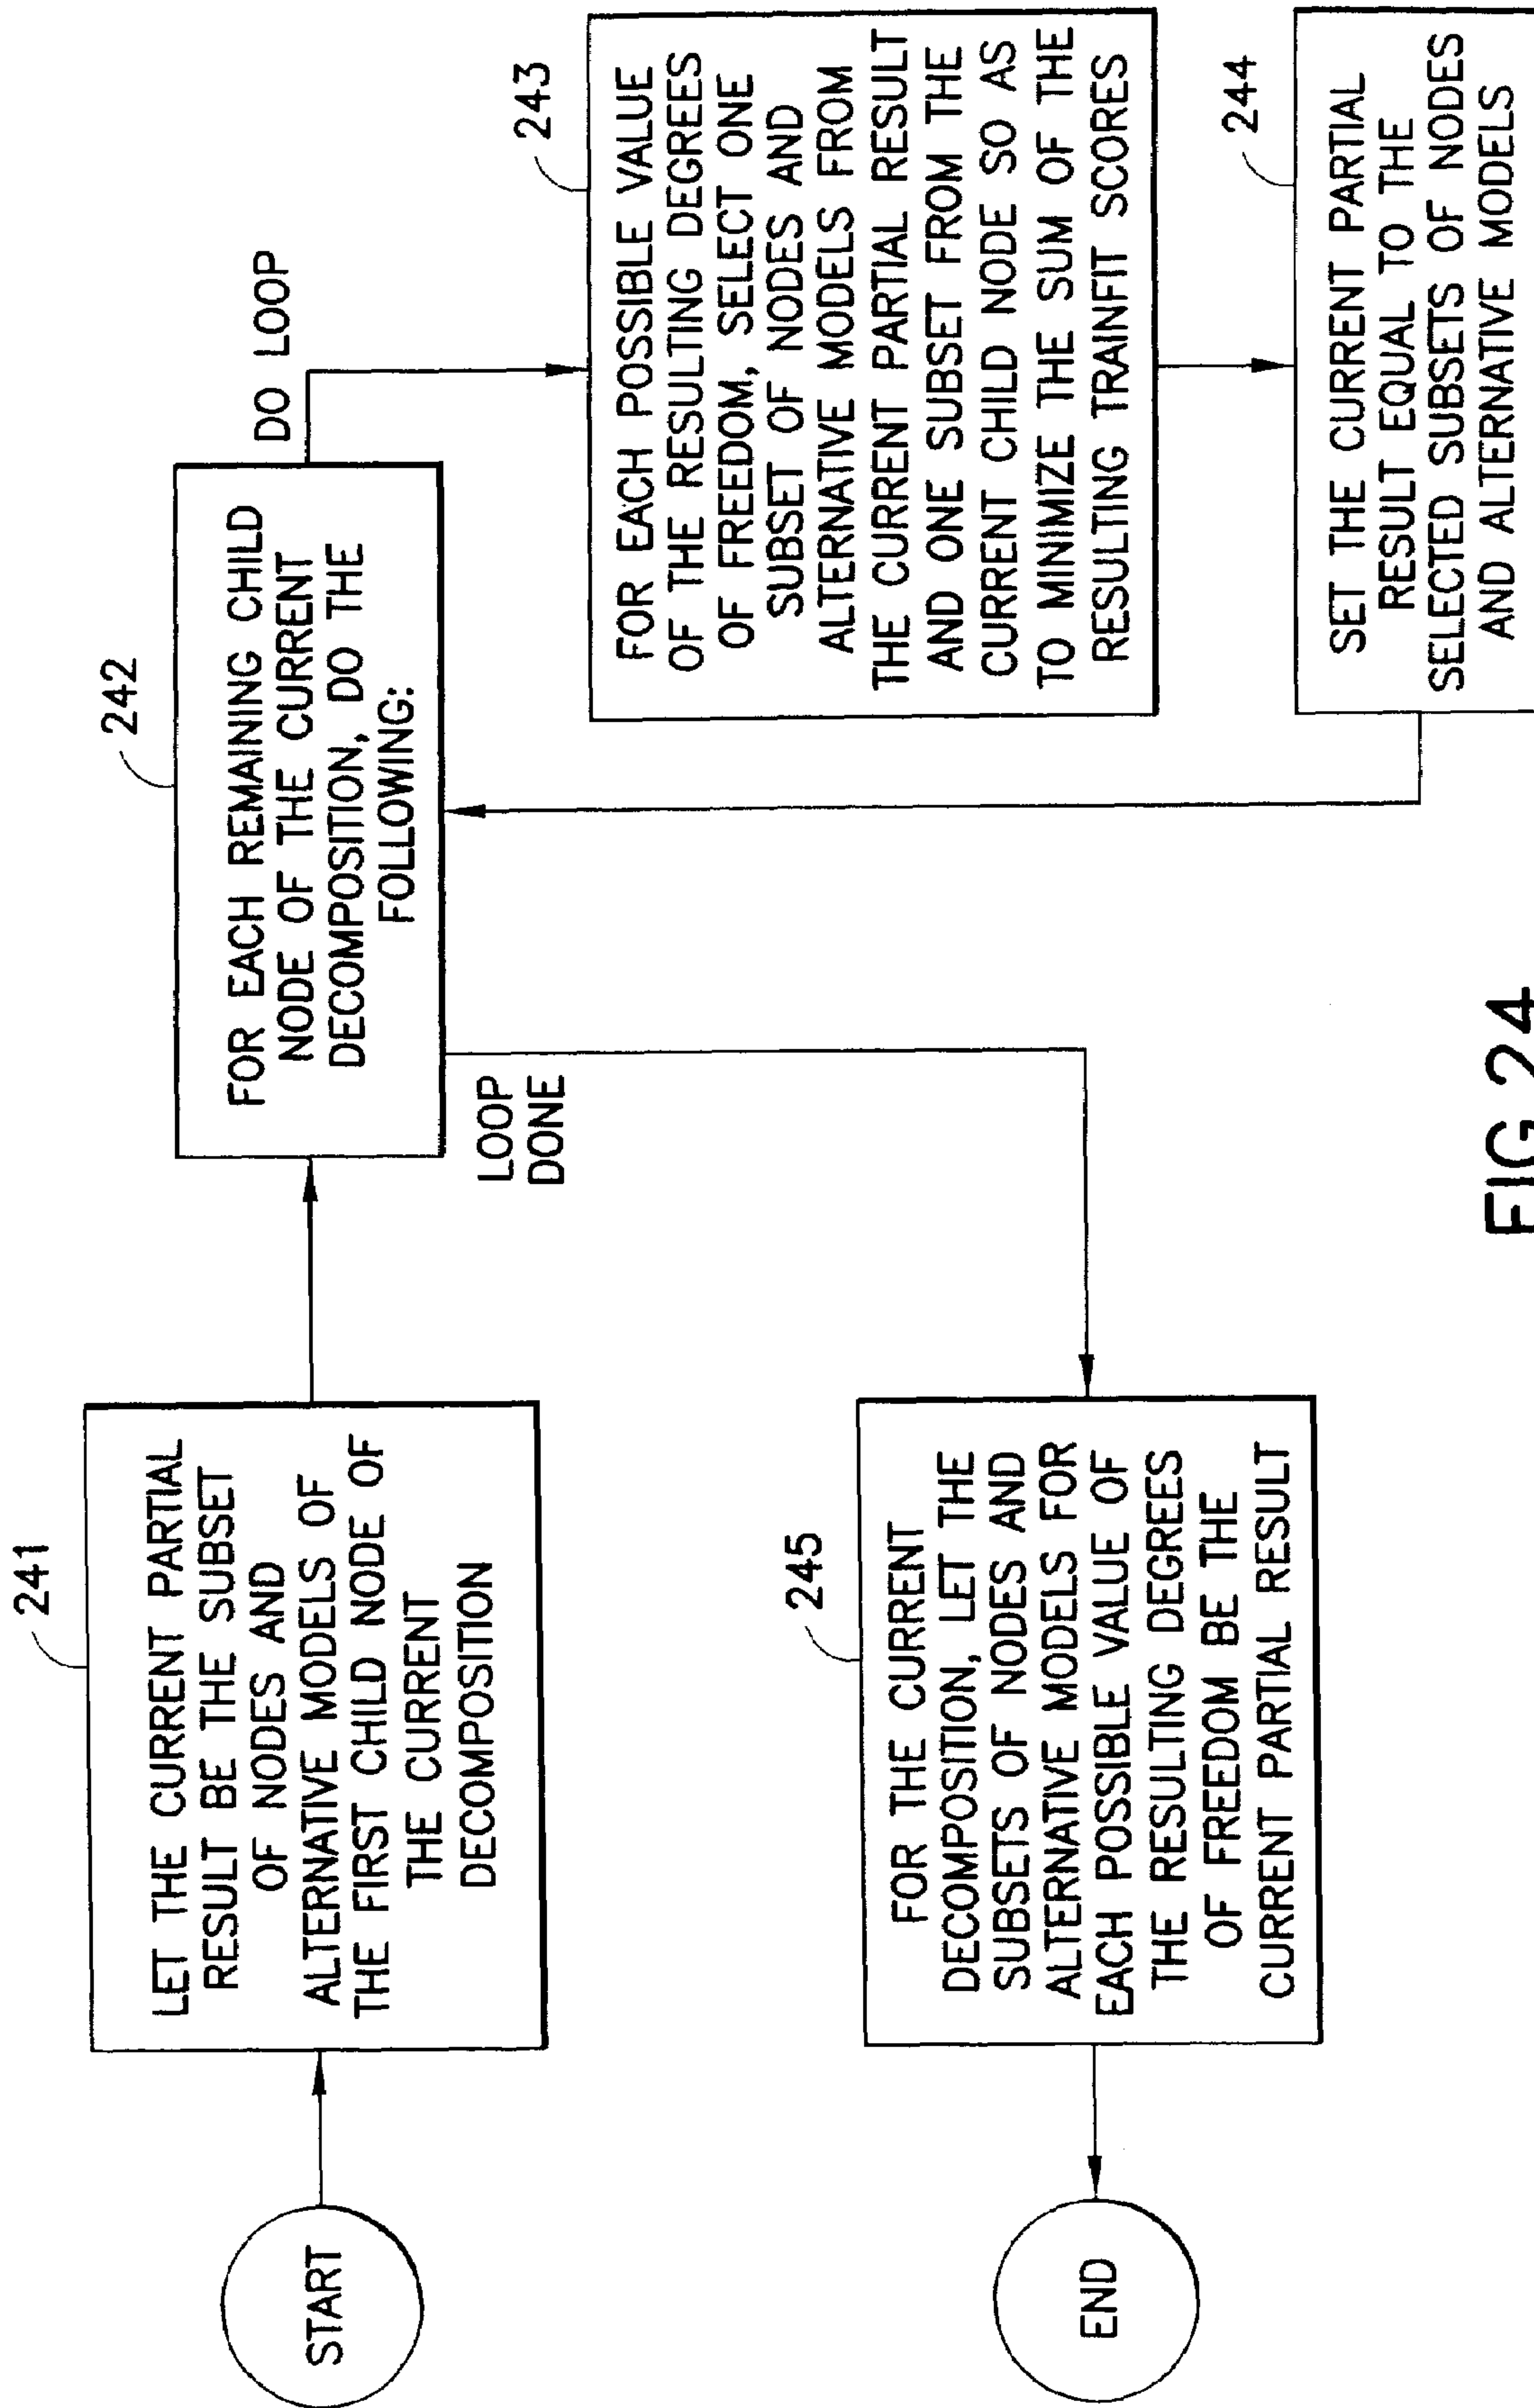 START
241
LET THE CURRENT PARTIAL
RESULT BE THE SUBSET
OF NODES AND
ALTERNATIVE MODELS OF
THE FIRST CHILD NODE OF
THE CURRENT
DECOMPOSITION
242
FOR EACH REMAINING CHILD
NODE OF THE CURRENT
DECOMPOSITION, DO THE
FOLLOWING:
DO LOOP
LOOP
DONE
243
FOR EACH POSSIBLE VALUE
OF THE RESULTING DEGREES
OF FREEDOM, SELECT ONE
SUBSET OF NODES AND
ALTERNATIVE MODELS FROM
THE CURRENT PARTIAL RESULT
AND ONE SUBSET FROM THE
CURRENT CHILD NODE SO AS
TO MINIMIZE THE SUM OF THE
RESULTING TRAINFIT SCORES
244
SET THE CURRENT PARTIAL
RESULT EQUAL TO THE
SELECTED SUBSETS OF NODES
AND ALTERNATIVE MODELS
245
FOR THE CURRENT
DECOMPOSITION, LET THE
SUBSETS OF NODES AND
ALTERNATIVE MODELS FOR
EACH POSSIBLE VALUE OF
THE RESULTING DEGREES
OF FREEDOM BE THE
CURRENT PARTIAL RESULT
END
FIG.24